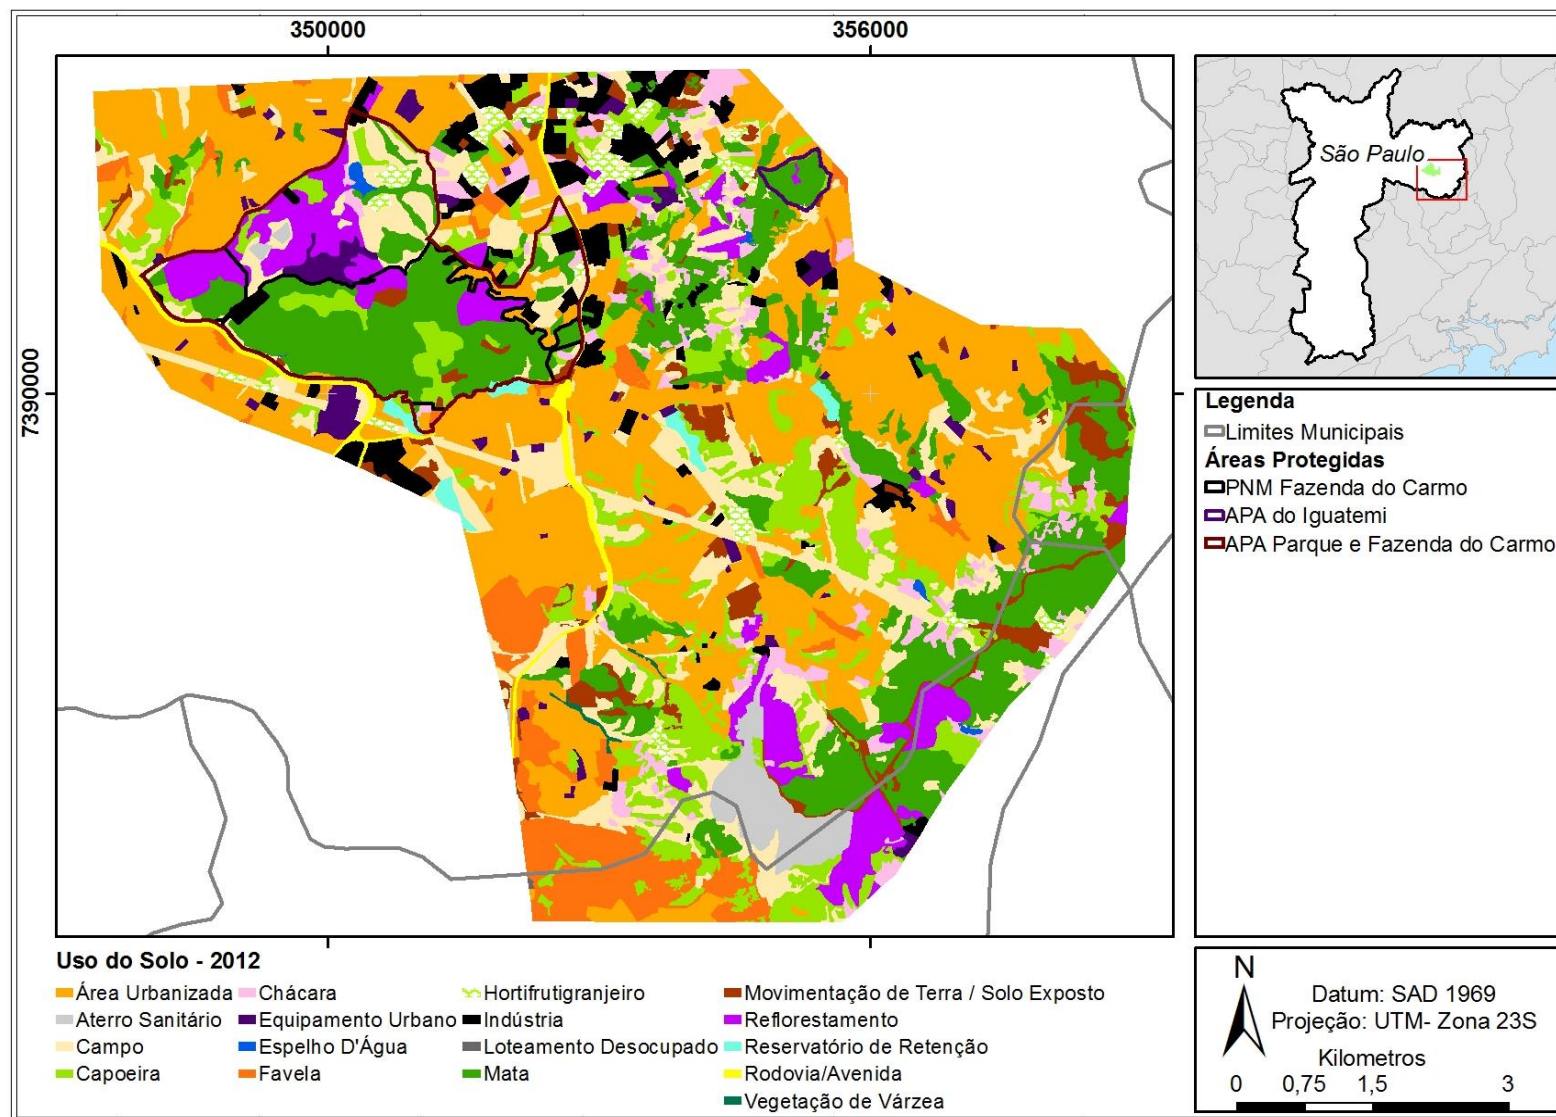 350000
356000
7390000
São Paulo
Legenda
Limites Municipais
Áreas Protegidas
PNM Fazenda do Carmo
APA do Iguatemi
APA Parque e Fazenda do Carmo
Uso do Solo - 2012
Área Urbanizada
Aterro Sanitário
Campo
Capoeira
Chácara
Equipamento Urbano
Espelho D'Água
Favela
Hortifrutigranjeiro
Indústria
Loteamento Desocupado
Mata
Movimentação de Terra / Solo Exposto
Reflorestamento
Reservatório de Retenção
Rodovia/Avenida
Vegetação de Várzea
N
Datum: SAD 1969
Projeção: UTM- Zona 23S
Kilometros
0 0,75 1,5 3